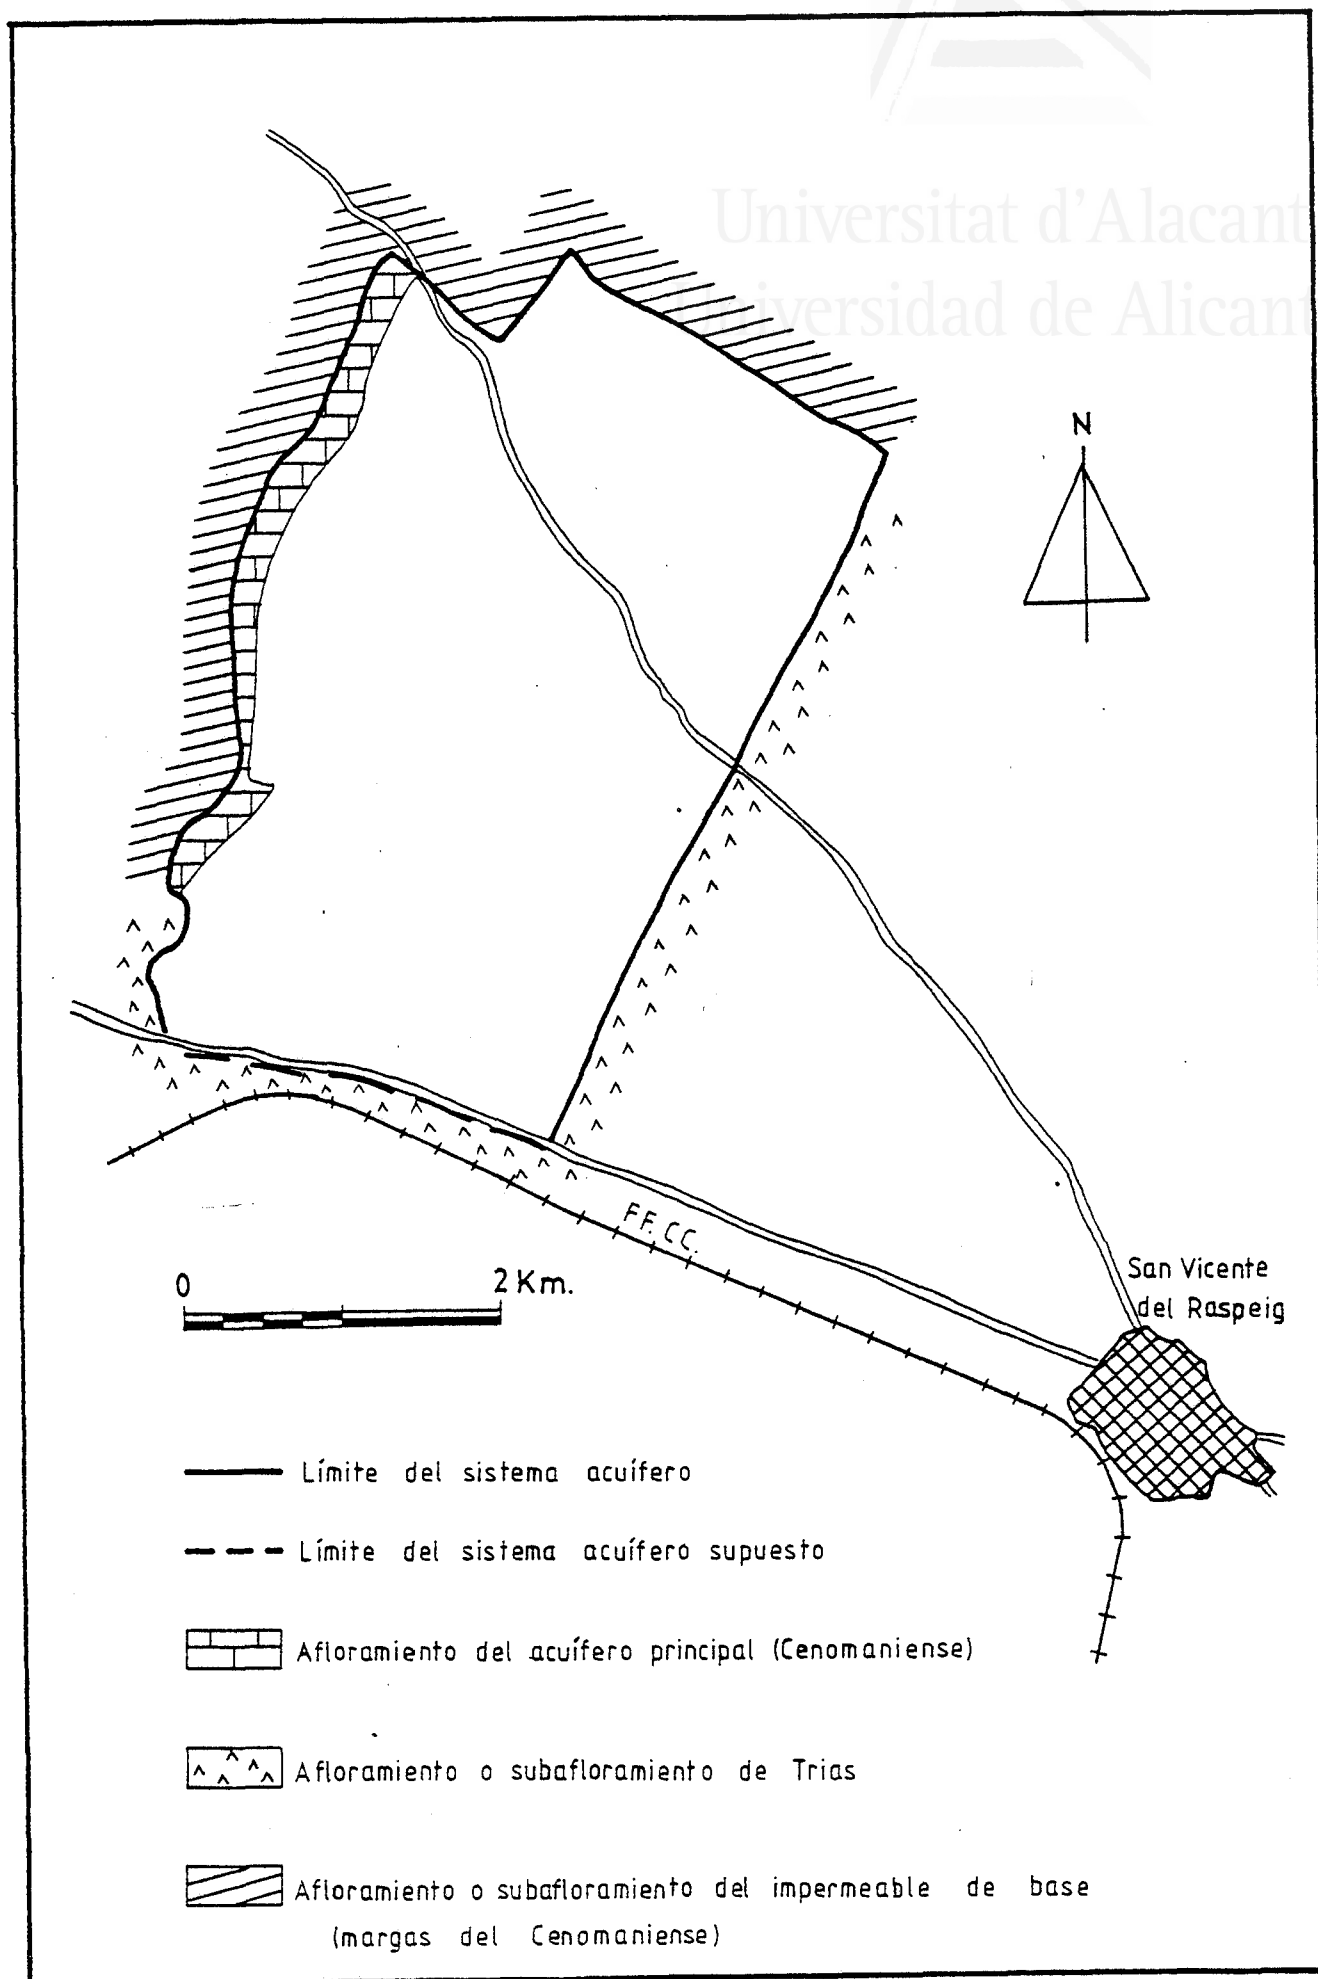 Universitat d'Alacant
Universidad de Alicant
N
FF.CC.
0 2 Km.
San Vicente
del Raspeig
Límite del sistema acuífero
Límite del sistema acuífero supuesto
Afloramiento del acuífero principal (Cenomaniense)
Afloramiento o subafloramiento de Trias
Afloramiento o subafloramiento del impermeable de base
(margas del Cenomaniense)